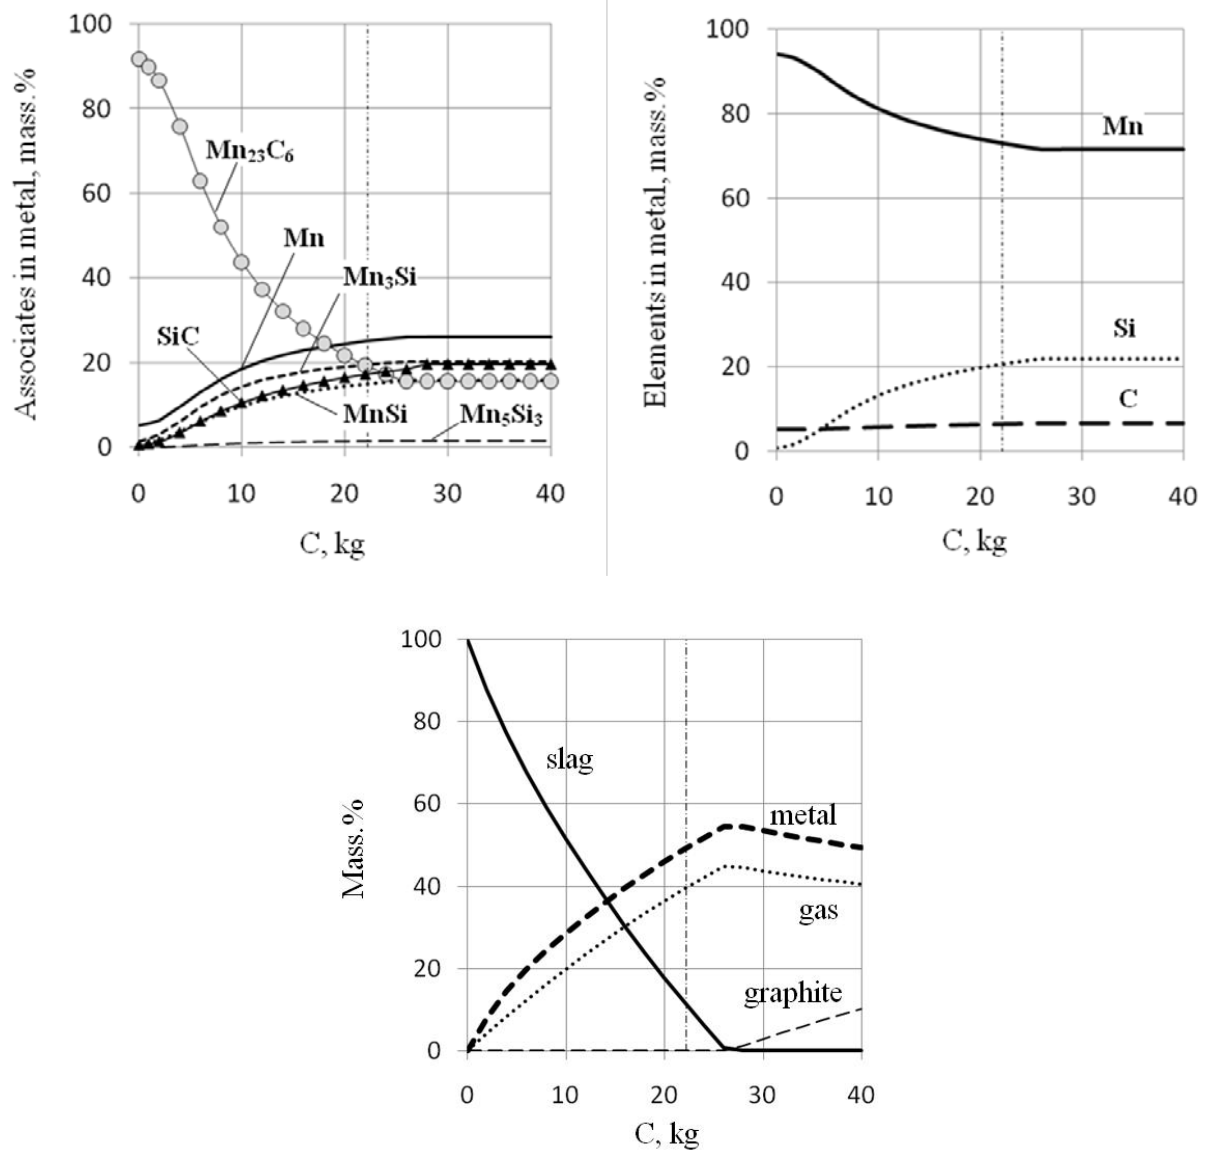 Associates in metal, mass.%
100
80
60
40
20
0
Mn₂₃C₆
Mn
Mn₃Si
SiC
MnSi
Mn₅Si₃
0 10 20 30 40
C, kg
Elements in metal, mass.%
100
80
60
40
20
0
Mn
Si
C
0 10 20 30 40
C, kg
Mass.%
100
80
60
40
20
0
slag
metal
gas
graphite
0 10 20 30 40
C, kg